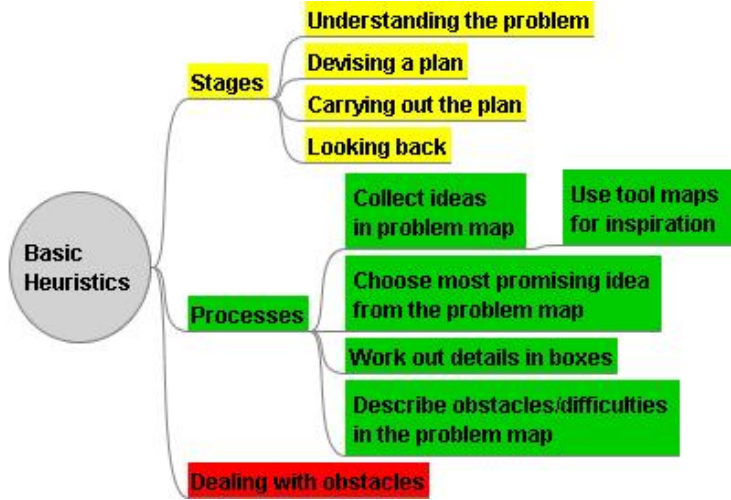 Basic
Heuristics
Stages
Understanding the problem
Devising a plan
Carrying out the plan
Looking back
Processes
Collect ideas
in problem map
Use tool maps
for inspiration
Choose most promising idea
from the problem map
Work out details in boxes
Describe obstacles/difficulties
in the problem map
Dealing with obstacles